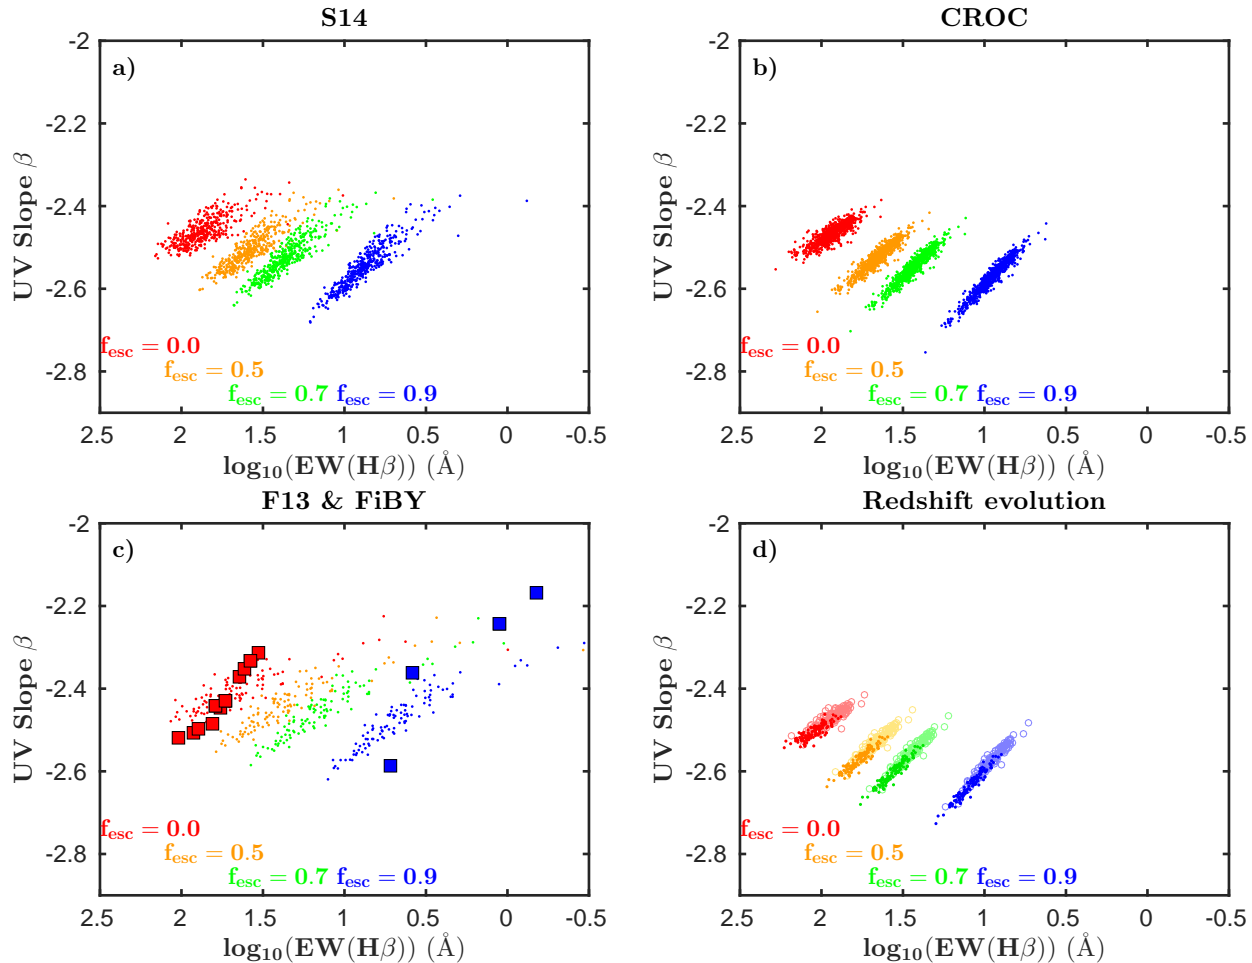 S14
a)
-2
-2.2
-2.4
-2.6
-2.8
UV Slope β
f_esc = 0.0
f_esc = 0.5
f_esc = 0.7 f_esc = 0.9
2.5 2 1.5 1 0.5 0 -0.5
log₁₀(EW(Hβ)) (Å)
CROC
b)
-2
-2.2
-2.4
-2.6
-2.8
UV Slope β
f_esc = 0.0
f_esc = 0.5
f_esc = 0.7 f_esc = 0.9
2.5 2 1.5 1 0.5 0 -0.5
log₁₀(EW(Hβ)) (Å)
F13 & FiBY
c)
-2
-2.2
-2.4
-2.6
-2.8
UV Slope β
f_esc = 0.0
f_esc = 0.5
f_esc = 0.7 f_esc = 0.9
2.5 2 1.5 1 0.5 0 -0.5
log₁₀(EW(Hβ)) (Å)
Redshift evolution
d)
-2
-2.2
-2.4
-2.6
-2.8
UV Slope β
f_esc = 0.0
f_esc = 0.5
f_esc = 0.7 f_esc = 0.9
2.5 2 1.5 1 0.5 0 -0.5
log₁₀(EW(Hβ)) (Å)